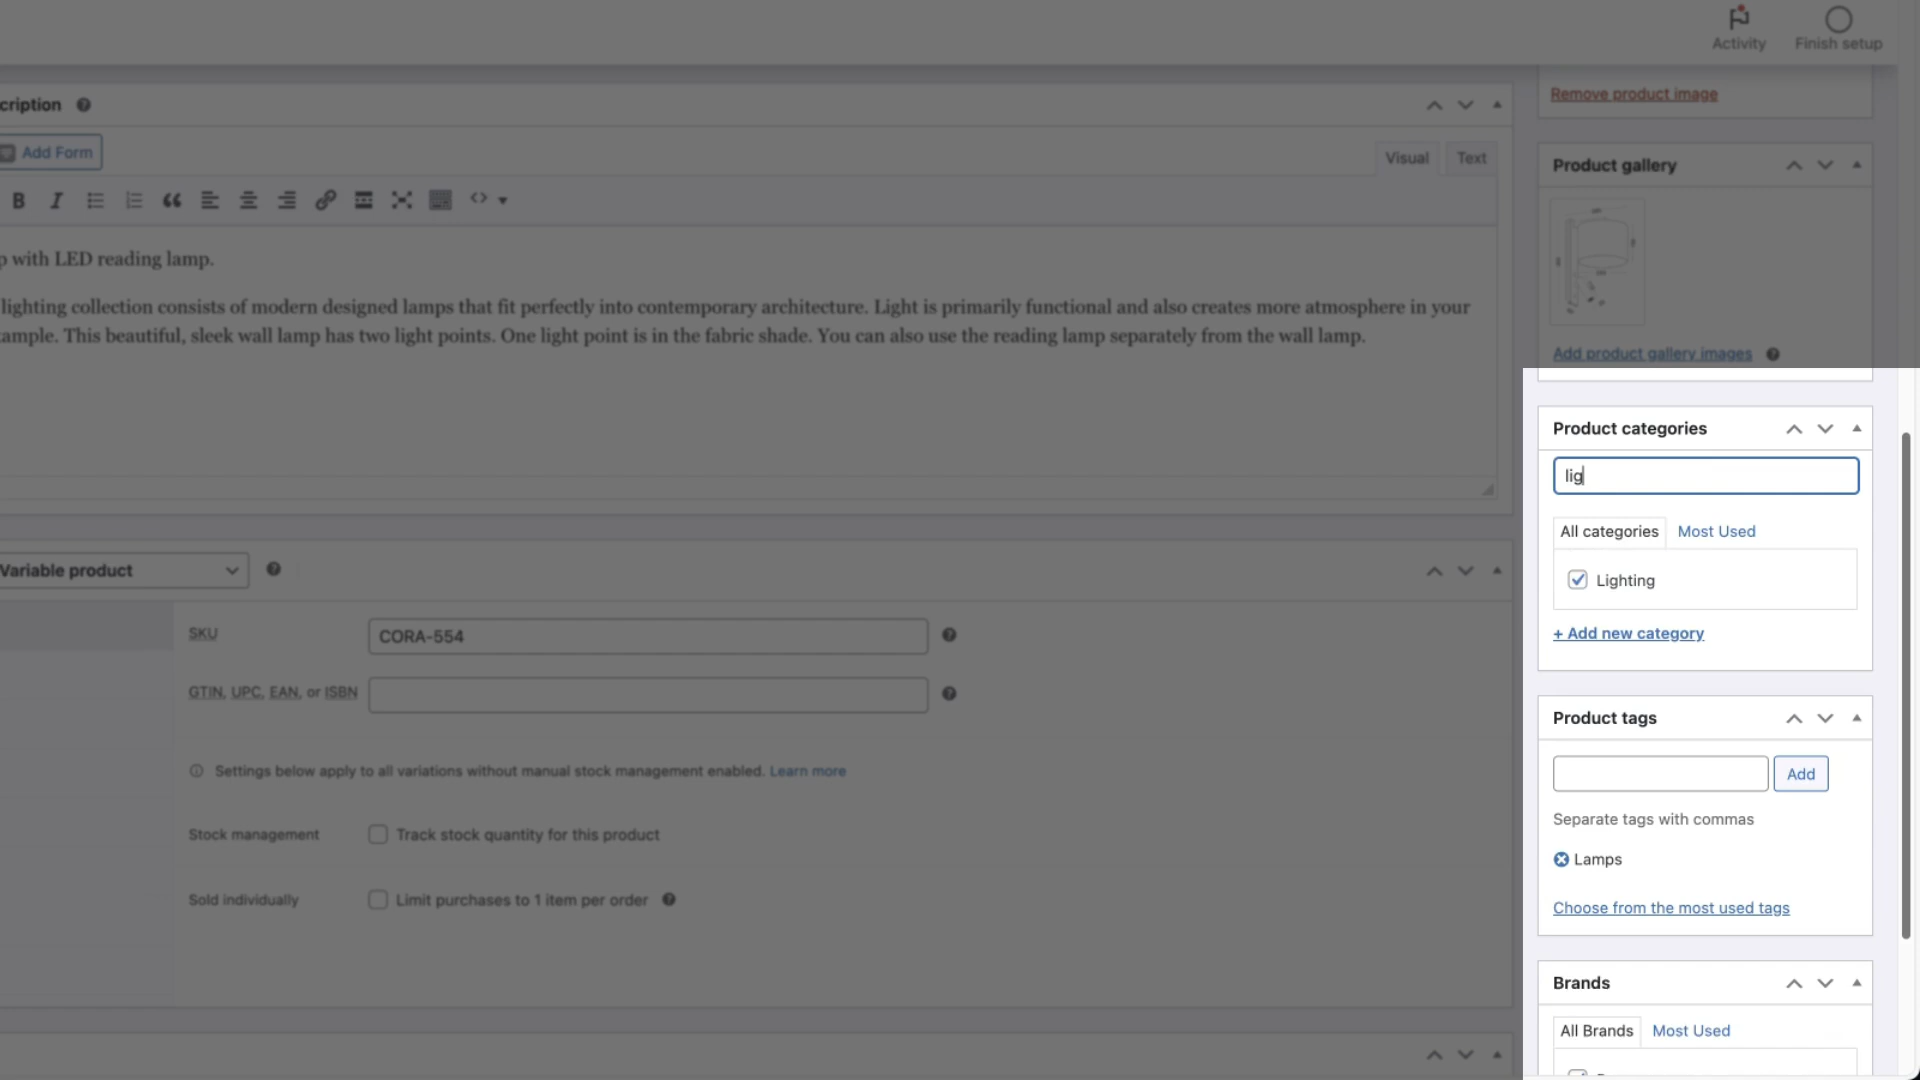 Activity
Finish setup
cription
Add Form
Visual
Text
p with LED reading lamp.
lighting collection consists of modern designed lamps that fit perfectly into contemporary architecture. Light is primarily functional and also creates more atmosphere in your
ample. This beautiful, sleek wall lamp has two light points. One light point is in the fabric shade. You can also use the reading lamp separately from the wall lamp.
Variable product
SKU
CORA-554
GTIN, UPC, EAN, or ISBN
Settings below apply to all variations without manual stock management enabled. Learn more
Stock management
Track stock quantity for this product
Sold individually
Limit purchases to 1 item per order
Remove product image
Product gallery
Add product gallery images
Product categories
lig
All categories
Most Used
Lighting
+ Add new category
Product tags
Add
Separate tags with commas
Lamps
Choose from the most used tags
Brands
All Brands
Most Used